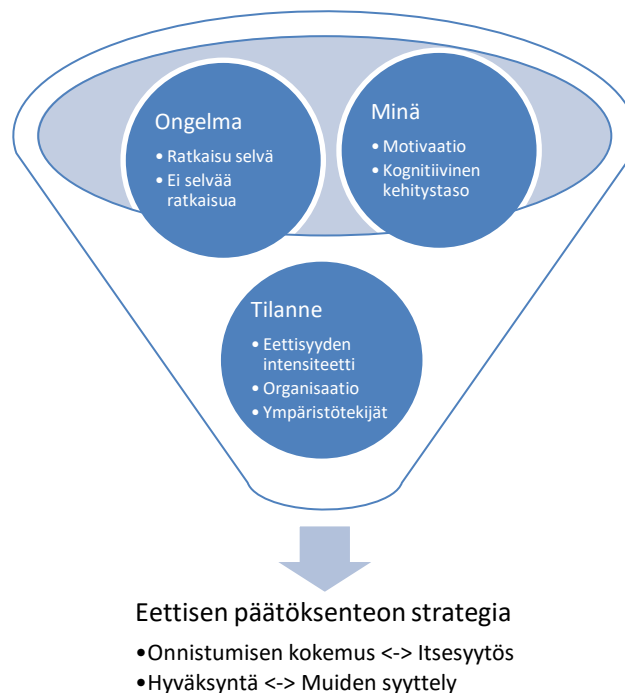 Ongelma
• Ratkaisu selvä
• Ei selvää
ratkaisua
Minä
• Motivaatio
• Kognitiivinen
kehitystaso
Tilanne
• Eettisyyden
intensiteetti
• Organisaatio
• Ympäristötekijät
Eettisen päätöksenteon strategia
•Onnistumisen kokemus <-> Itsesyytös
•Hyväksyntä <-> Muiden syyttely